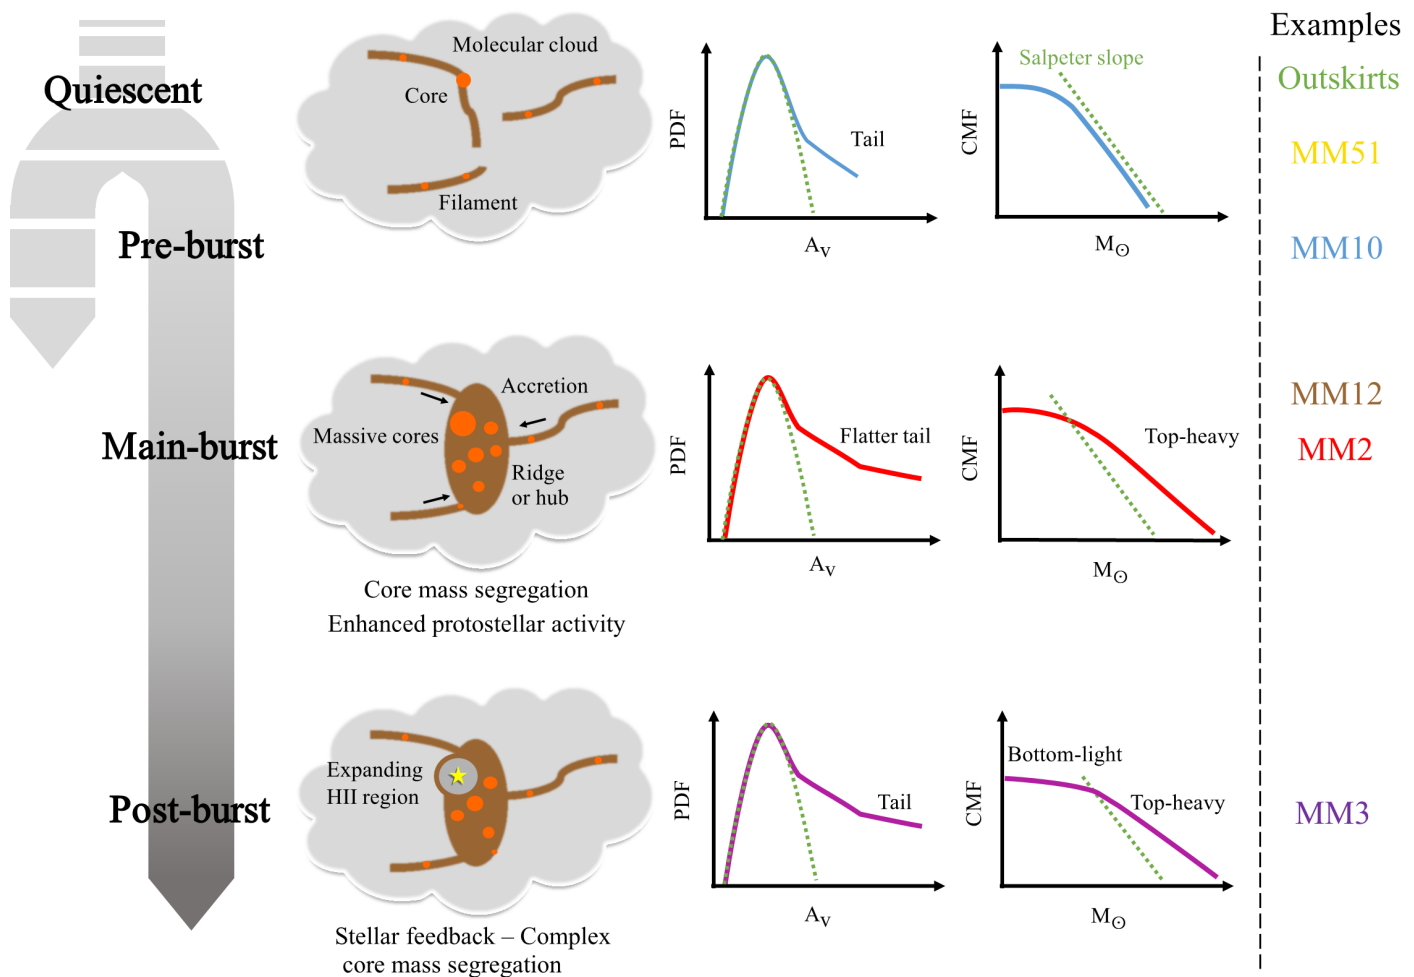 Examples
Quiescent
Molecular cloud
Core
Filament
PDF
Tail
A_V
CMF
Salpeter slope
M_⊙
Outskirts
MM51
Pre-burst
MM10
Main-burst
Accretion
Massive cores
Ridge
or hub
Core mass segregation
Enhanced protostellar activity
PDF
Flatter tail
A_V
CMF
Top-heavy
M_⊙
MM12
MM2
Post-burst
Expanding
HII region
Stellar feedback – Complex
core mass segregation
PDF
Tail
A_V
CMF
Bottom-light
Top-heavy
M_⊙
MM3